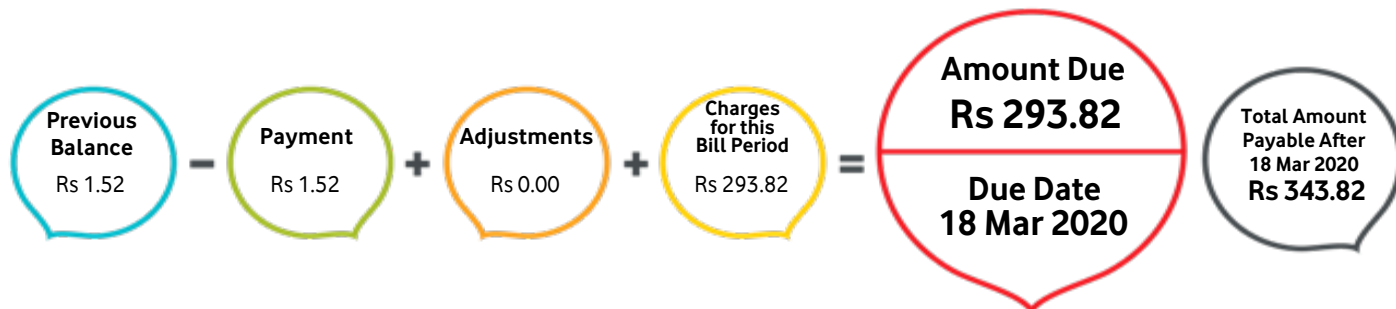 Previous
Balance
Rs 1.52
-
Payment
Rs 1.52
+
Adjustments
Rs 0.00
+
Charges
for this
Bill Period
Rs 293.82
=
Amount Due
Rs 293.82
Due Date
18 Mar 2020
Total Amount
Payable After
18 Mar 2020
Rs 343.82